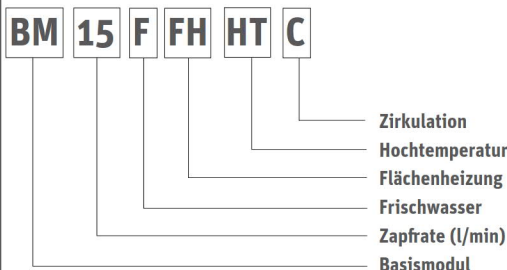 BM 15 F FH HT C
Zirkulation
Hochtemperatur
Flächenheizung
Frischwasser
Zapfrate (l/min)
Basismodul